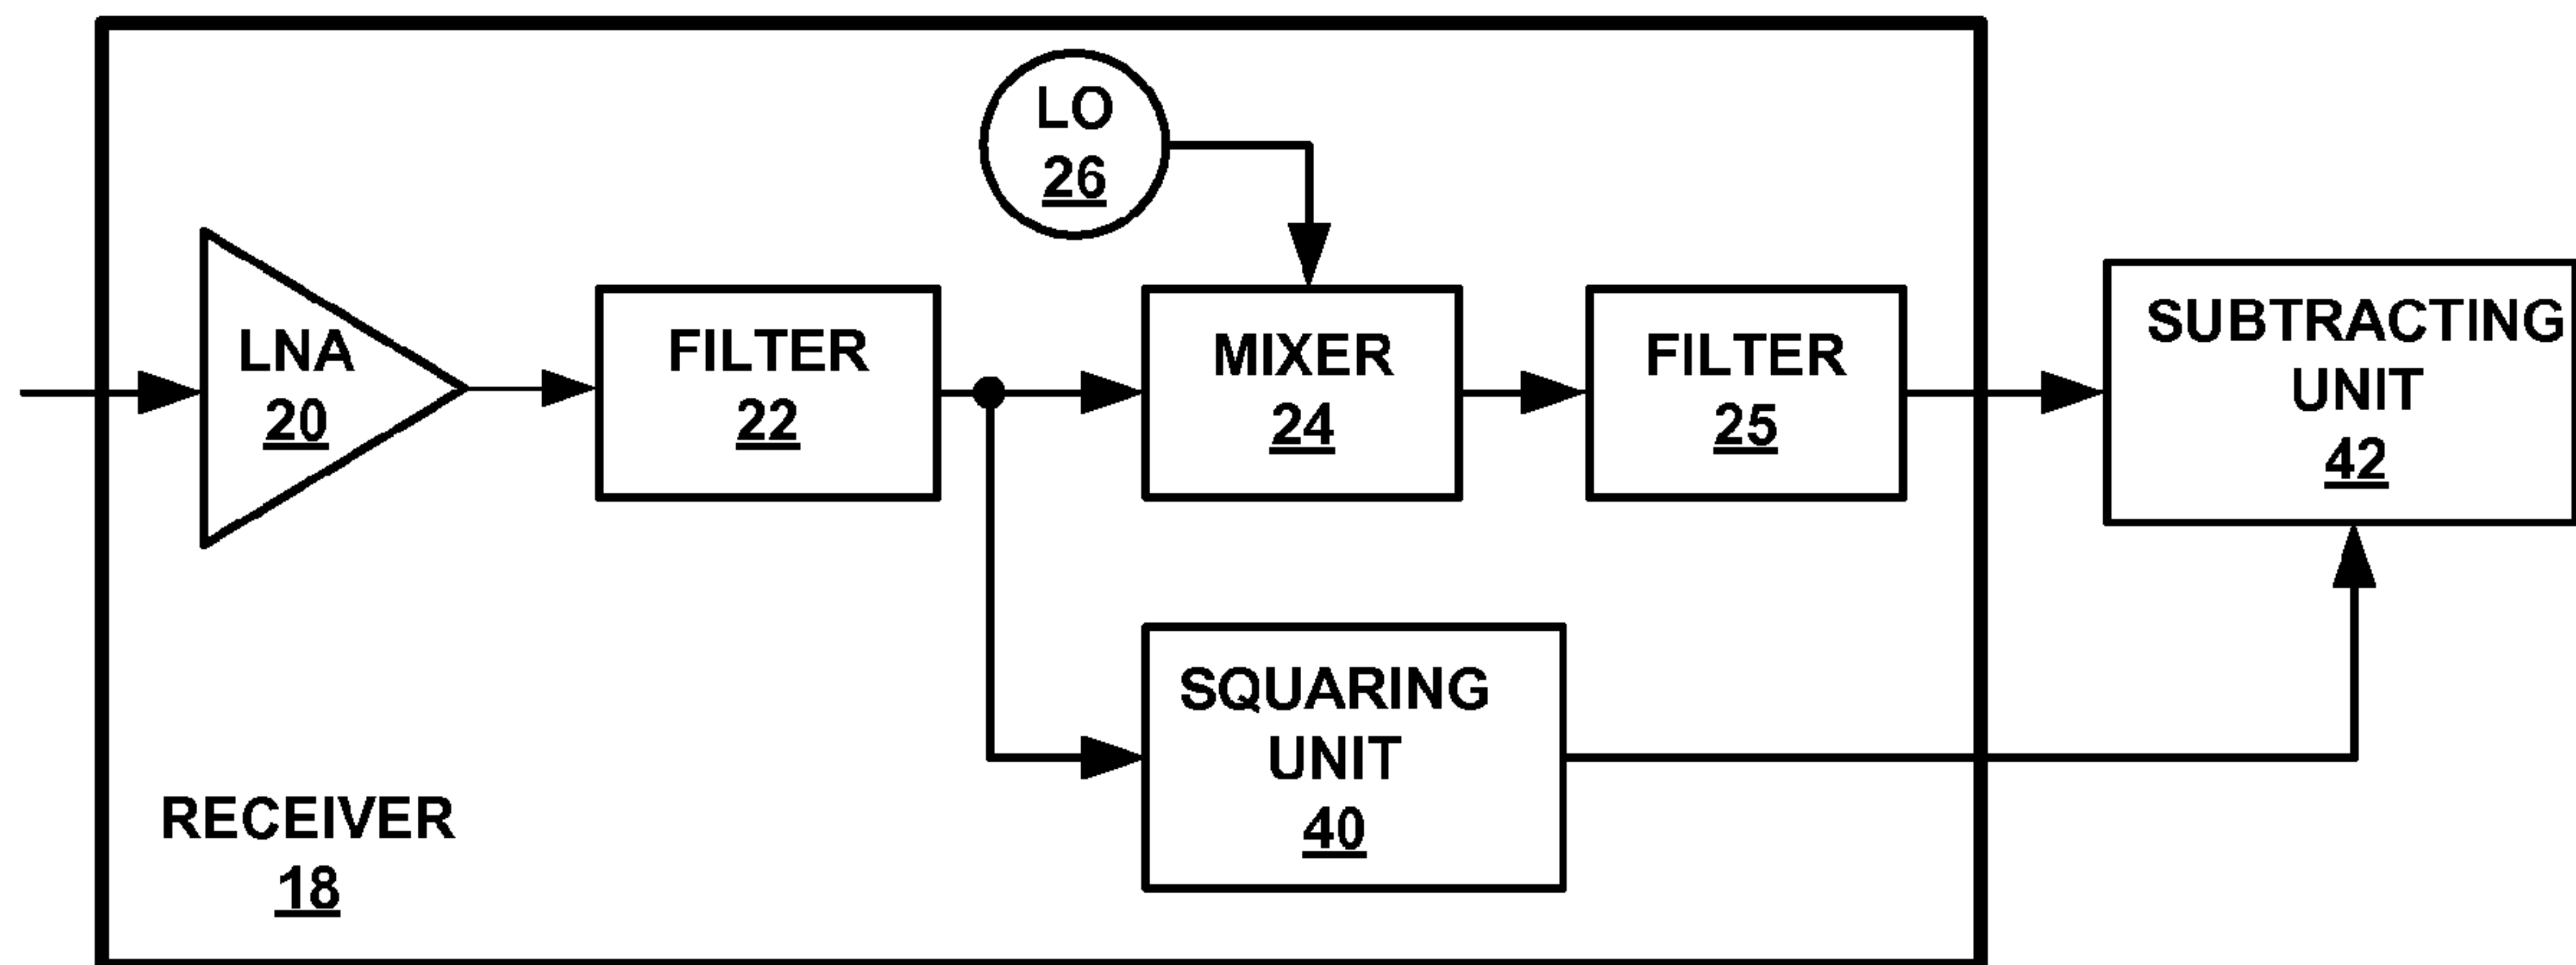 LO
26
LNA
20
FILTER
22
MIXER
24
FILTER
25
SUBTRACTING
UNIT
42
SQUARING
UNIT
40
RECEIVER
18